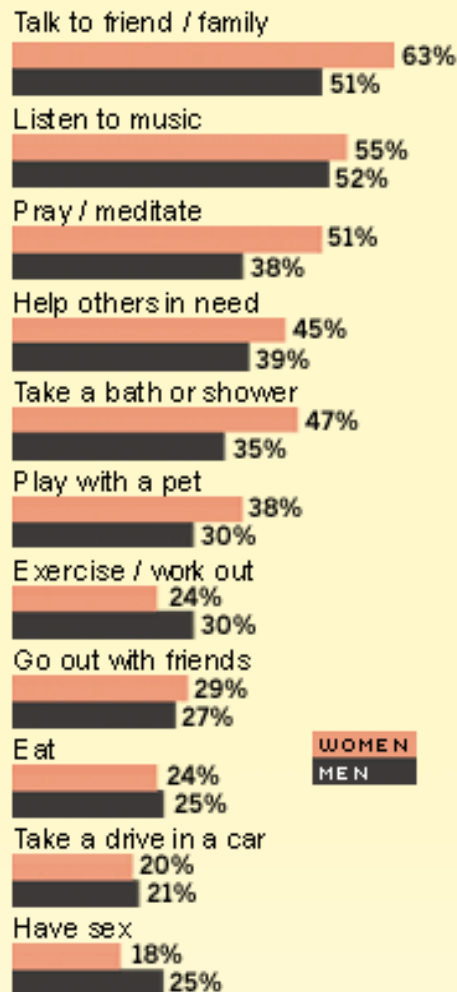 Talk to friend / family
63%
51%
Listen to music
55%
52%
Pray / meditate
51%
38%
Help others in need
45%
39%
Take a bath or shower
47%
35%
Play with a pet
38%
30%
Exercise / work out
24%
30%
Go out with friends
29%
27%
Eat
24%
25%
WOMEN
MEN
Take a drive in a car
20%
21%
Have sex
18%
25%